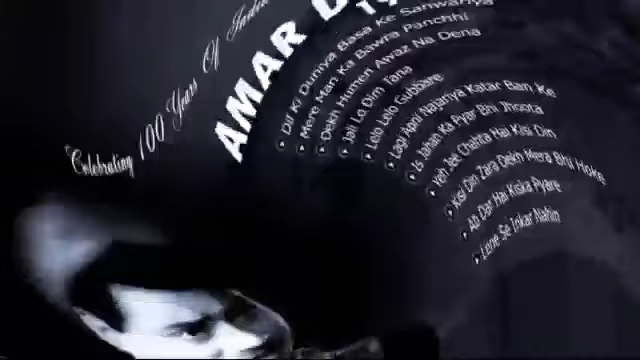 Celebrating 100 Years Of
AMAR
Dil Ki Duniya Basa Ke Sanwariya
Mere Man Ka Bawra Panchhi
Dekh Humen Awaz Na Dena
Jali Lo Dim Tana
Lelo Lelo Gubbare
Lagi Apni Najariya Katar Ban Ke
Is Jahan Ka Pyar Bhi Jhoota
Yeh Jee Chahta Hai Kisi Din
Kisi Din Zara Dekh Mera Bhi Hoke
Ab Dar Hai Kiska Pyare
Lene Se Inkar Nahin